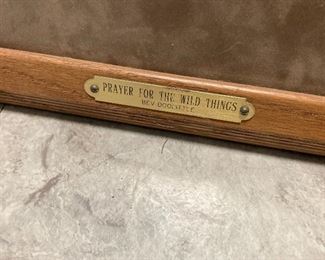 PRAYER FOR THE WILD THINGS
BEV DOOLITTLE